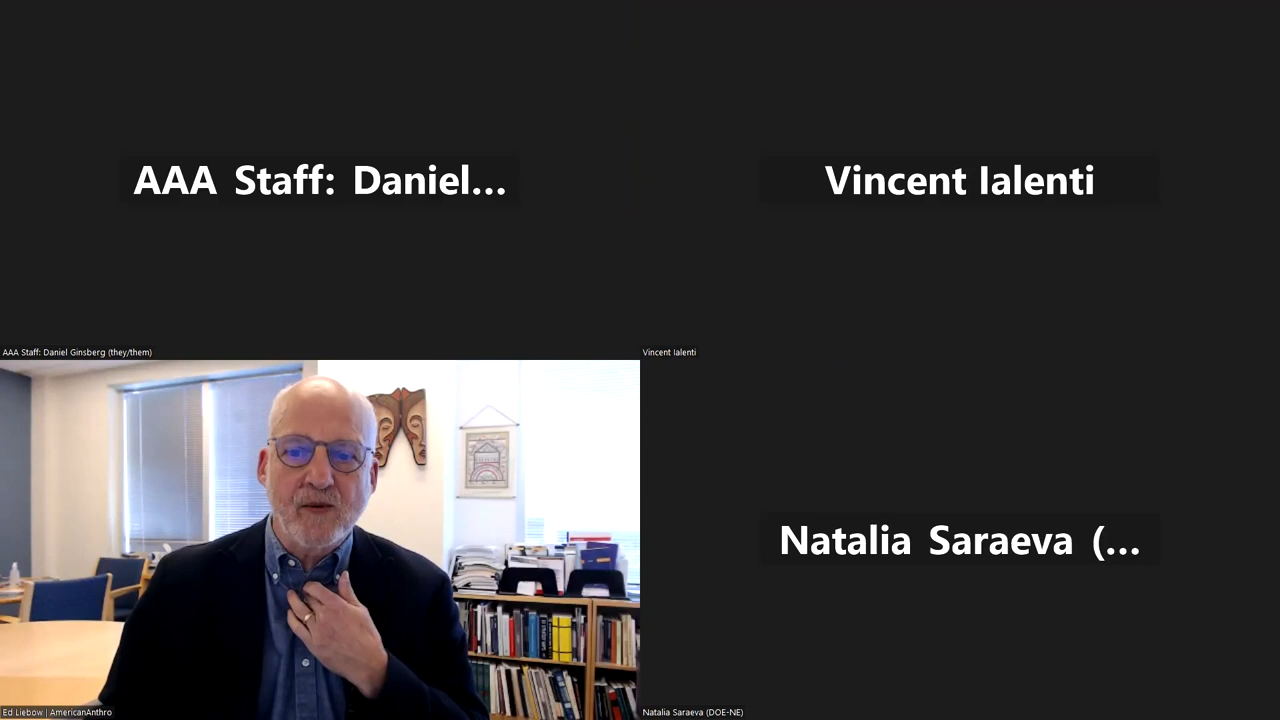 AAA Staff: Daniel...
Vincent Ialenti
AAA Staff: Daniel Ginsberg (they/them)
Vincent Ialenti
Natalia Saraeva (...
Ed Liebow | AmericanAnthro
Natalia Saraeva (DOE-NE)